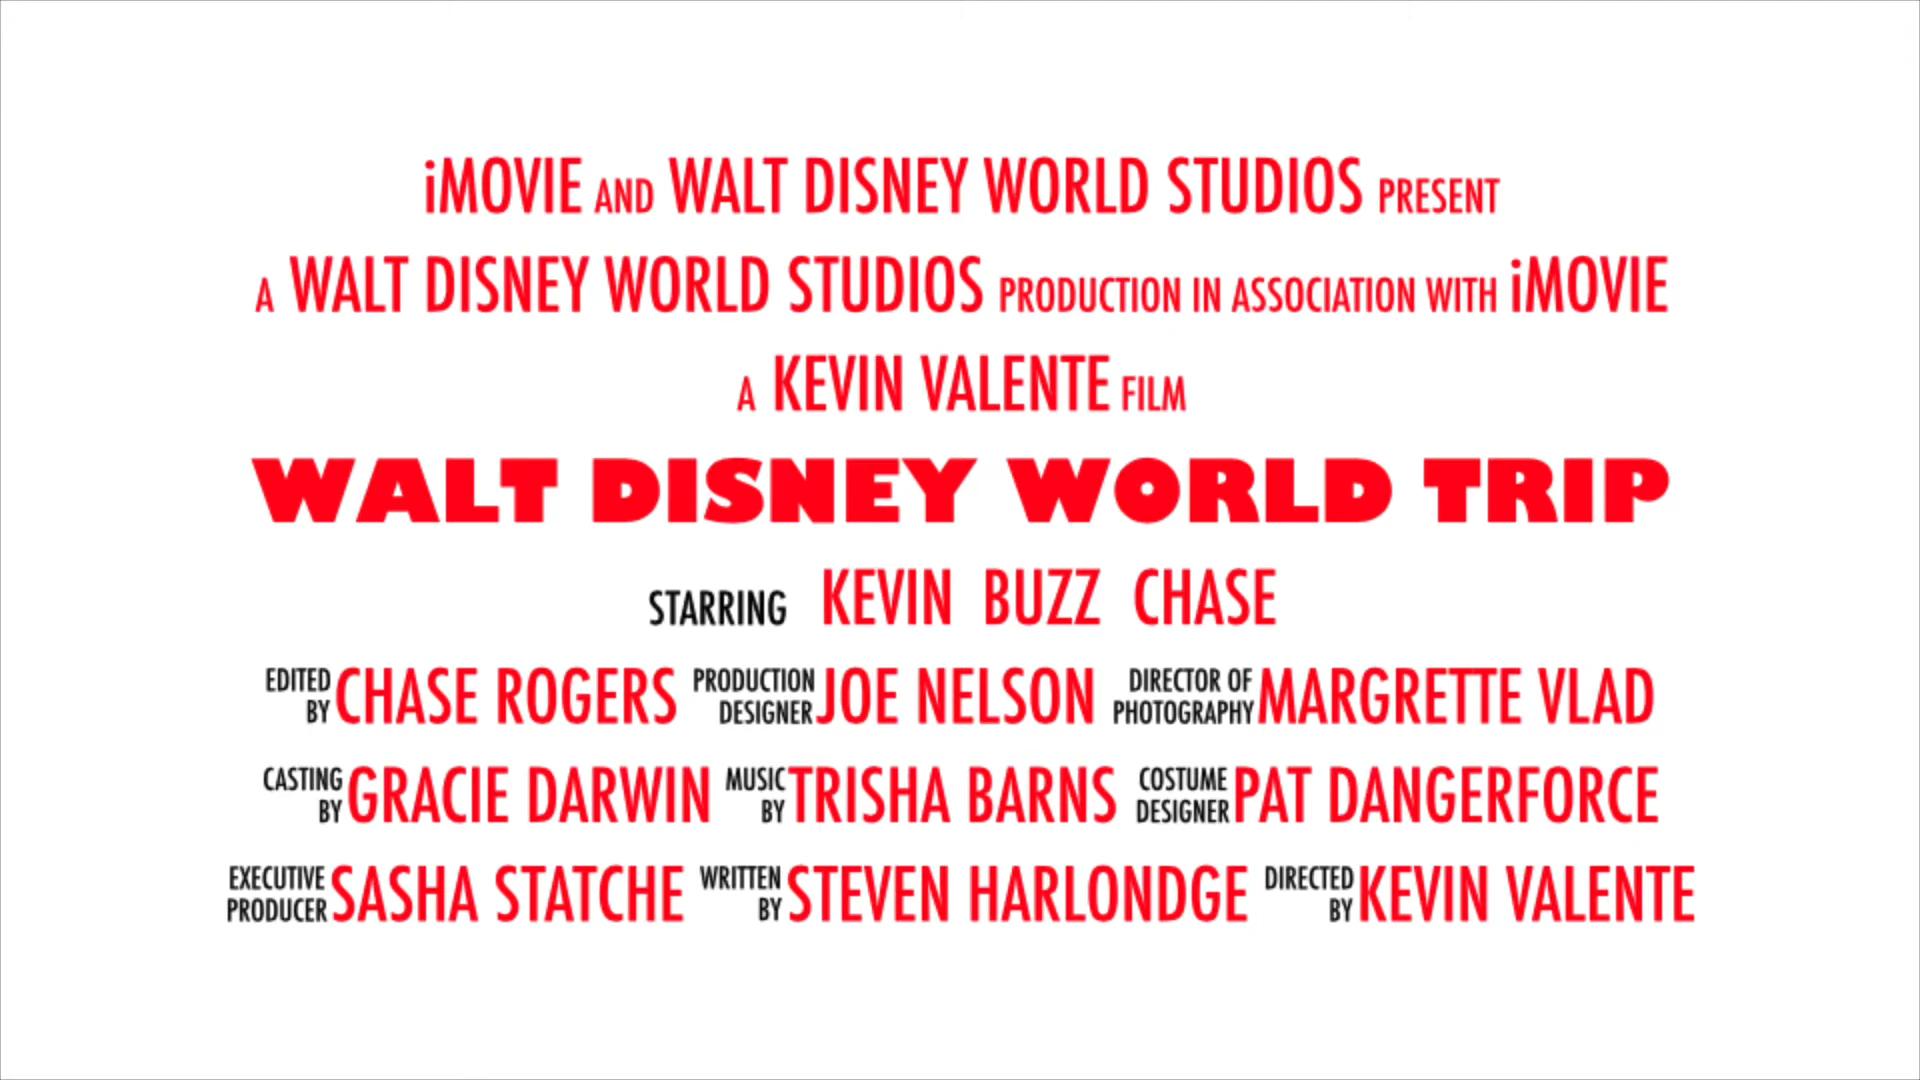 iMOVIE AND WALT DISNEY WORLD STUDIOS PRESENT
A WALT DISNEY WORLD STUDIOS PRODUCTION IN ASSOCIATION WITH iMOVIE
A KEVIN VALENTE FILM
WALT DISNEY WORLD TRIP
STARRING KEVIN BUZZ CHASE
EDITED BY CHASE ROGERS PRODUCTION DESIGNER JOE NELSON DIRECTOR OF PHOTOGRAPHY MARGRETTE VLAD
CASTING BY GRACIE DARWIN MUSIC BY TRISHA BARNS COSTUME DESIGNER PAT DANGERFORCE
EXECUTIVE PRODUCER SASHA STATCHE WRITTEN BY STEVEN HARLONDGE DIRECTED BY KEVIN VALENTE